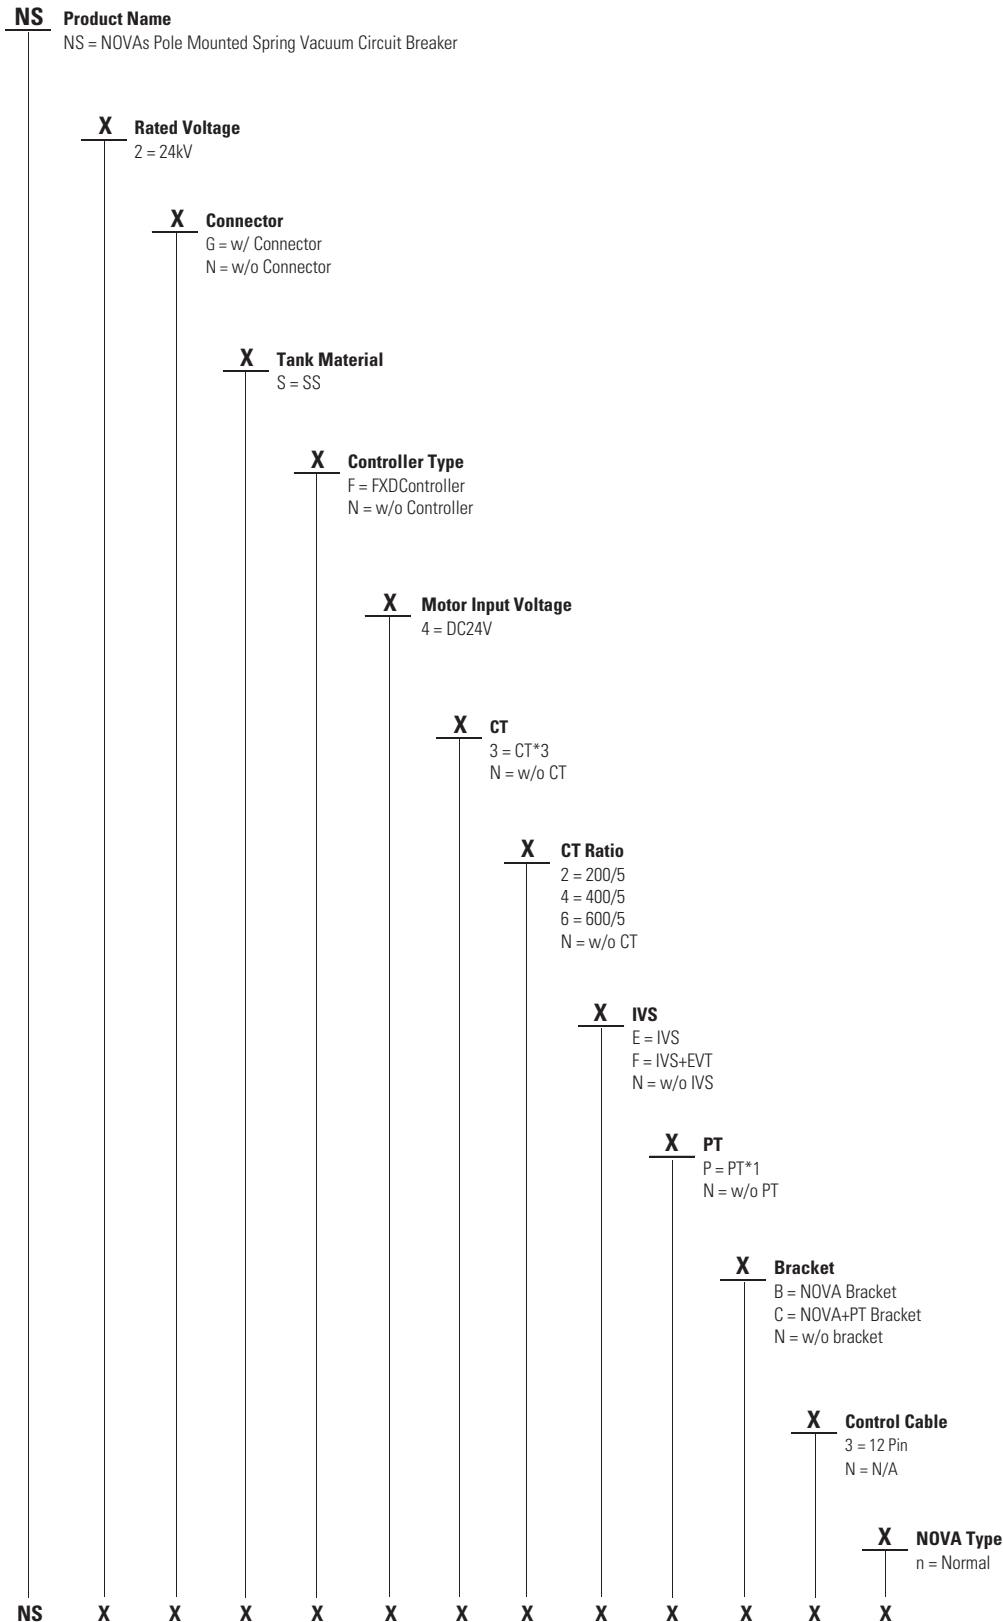 NS Product Name
NS = NOVAs Pole Mounted Spring Vacuum Circuit Breaker
X Rated Voltage
2 = 24kV
X Connector
G = w/ Connector
N = w/o Connector
X Tank Material
S = SS
X Controller Type
F = FXDController
N = w/o Controller
X Motor Input Voltage
4 = DC24V
X CT
3 = CT*3
N = w/o CT
X CT Ratio
2 = 200/5
4 = 400/5
6 = 600/5
N = w/o CT
X IVS
E = IVS
F = IVS+EVT
N = w/o IVS
X PT
P = PT*1
N = w/o PT
X Bracket
B = NOVA Bracket
C = NOVA+PT Bracket
N = w/o bracket
X Control Cable
3 = 12 Pin
N = N/A
X NOVA Type
n = Normal
NS X X X X X X X X X X X X